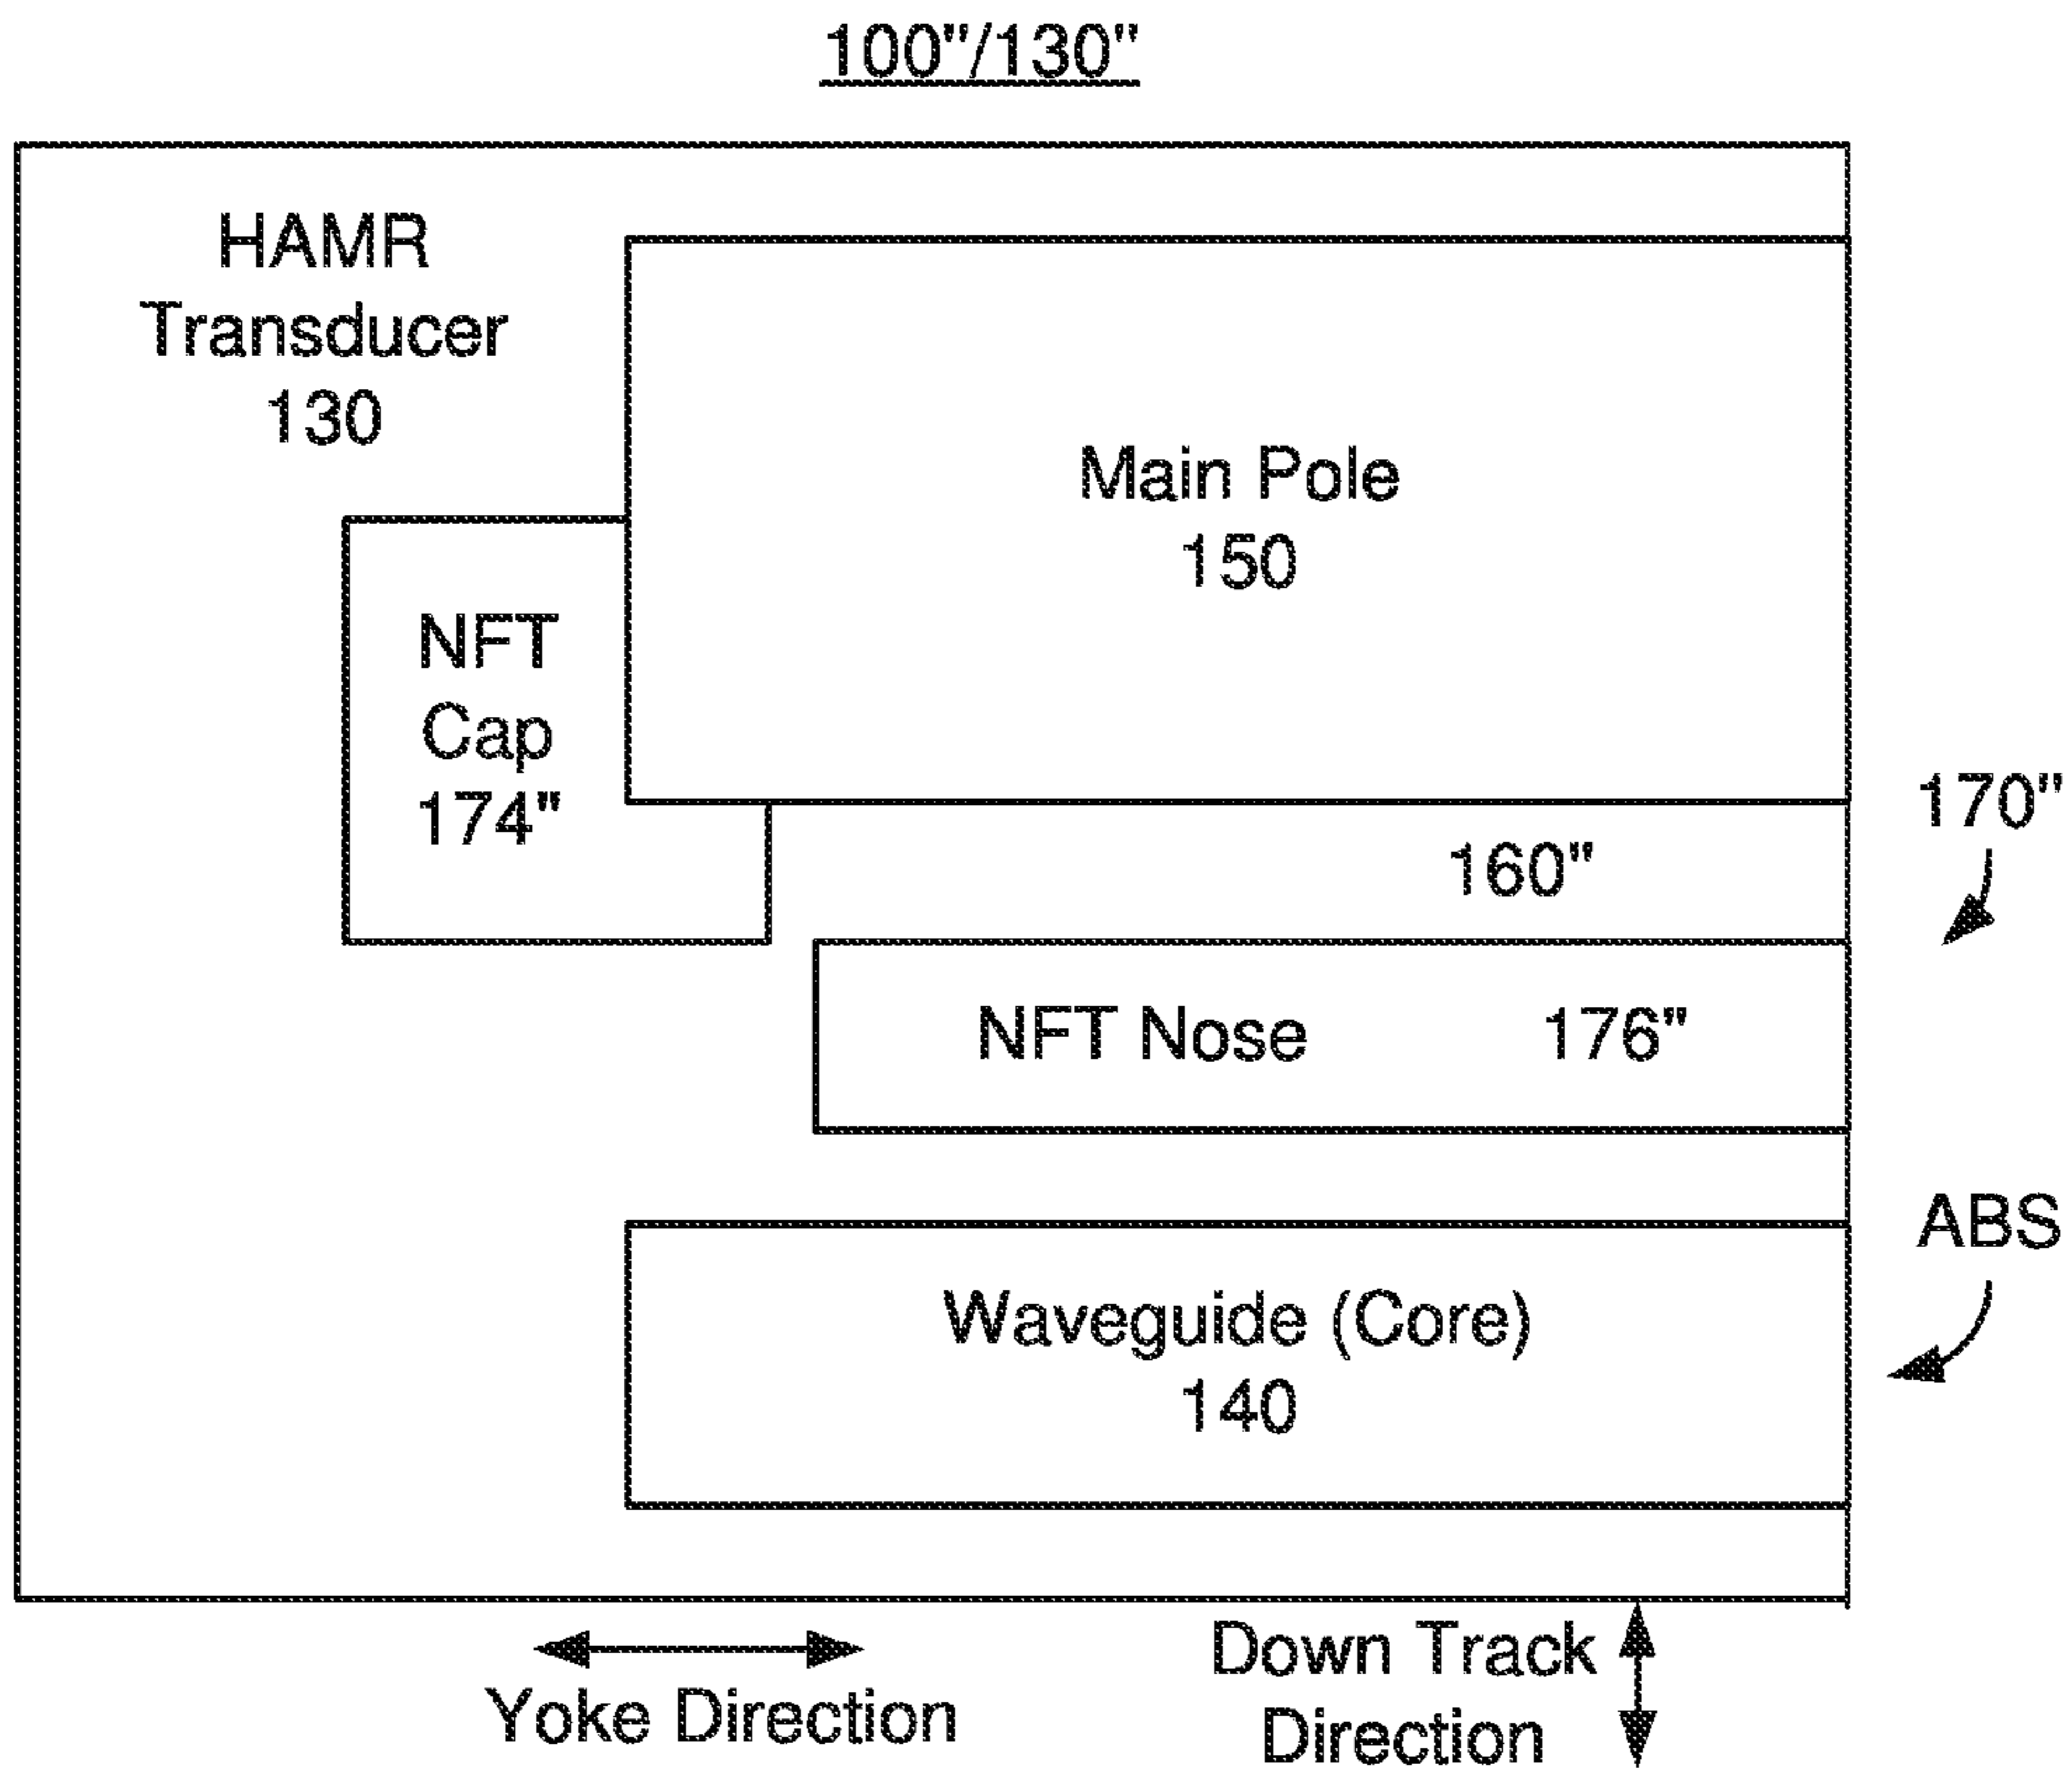 100"/130"
HAMR
Transducer
130
Main Pole
150
NFT
Cap
174"
170"
160"
NFT Nose 176"
ABS
Waveguide (Core)
140
Yoke Direction
Down Track
Direction